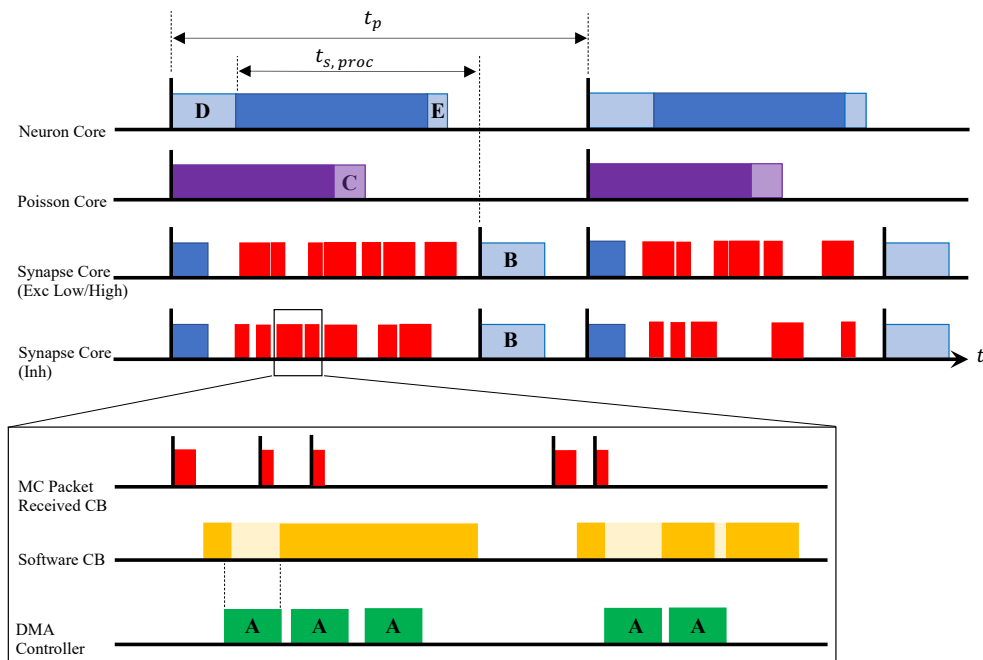 t_p
t_{s, proc}
D
E
Neuron Core
C
Poisson Core
B
Synapse Core
(Exc Low/High)
B
Synapse Core
(Inh)
t
MC Packet
Received CB
Software CB
A A A A A
DMA
Controller